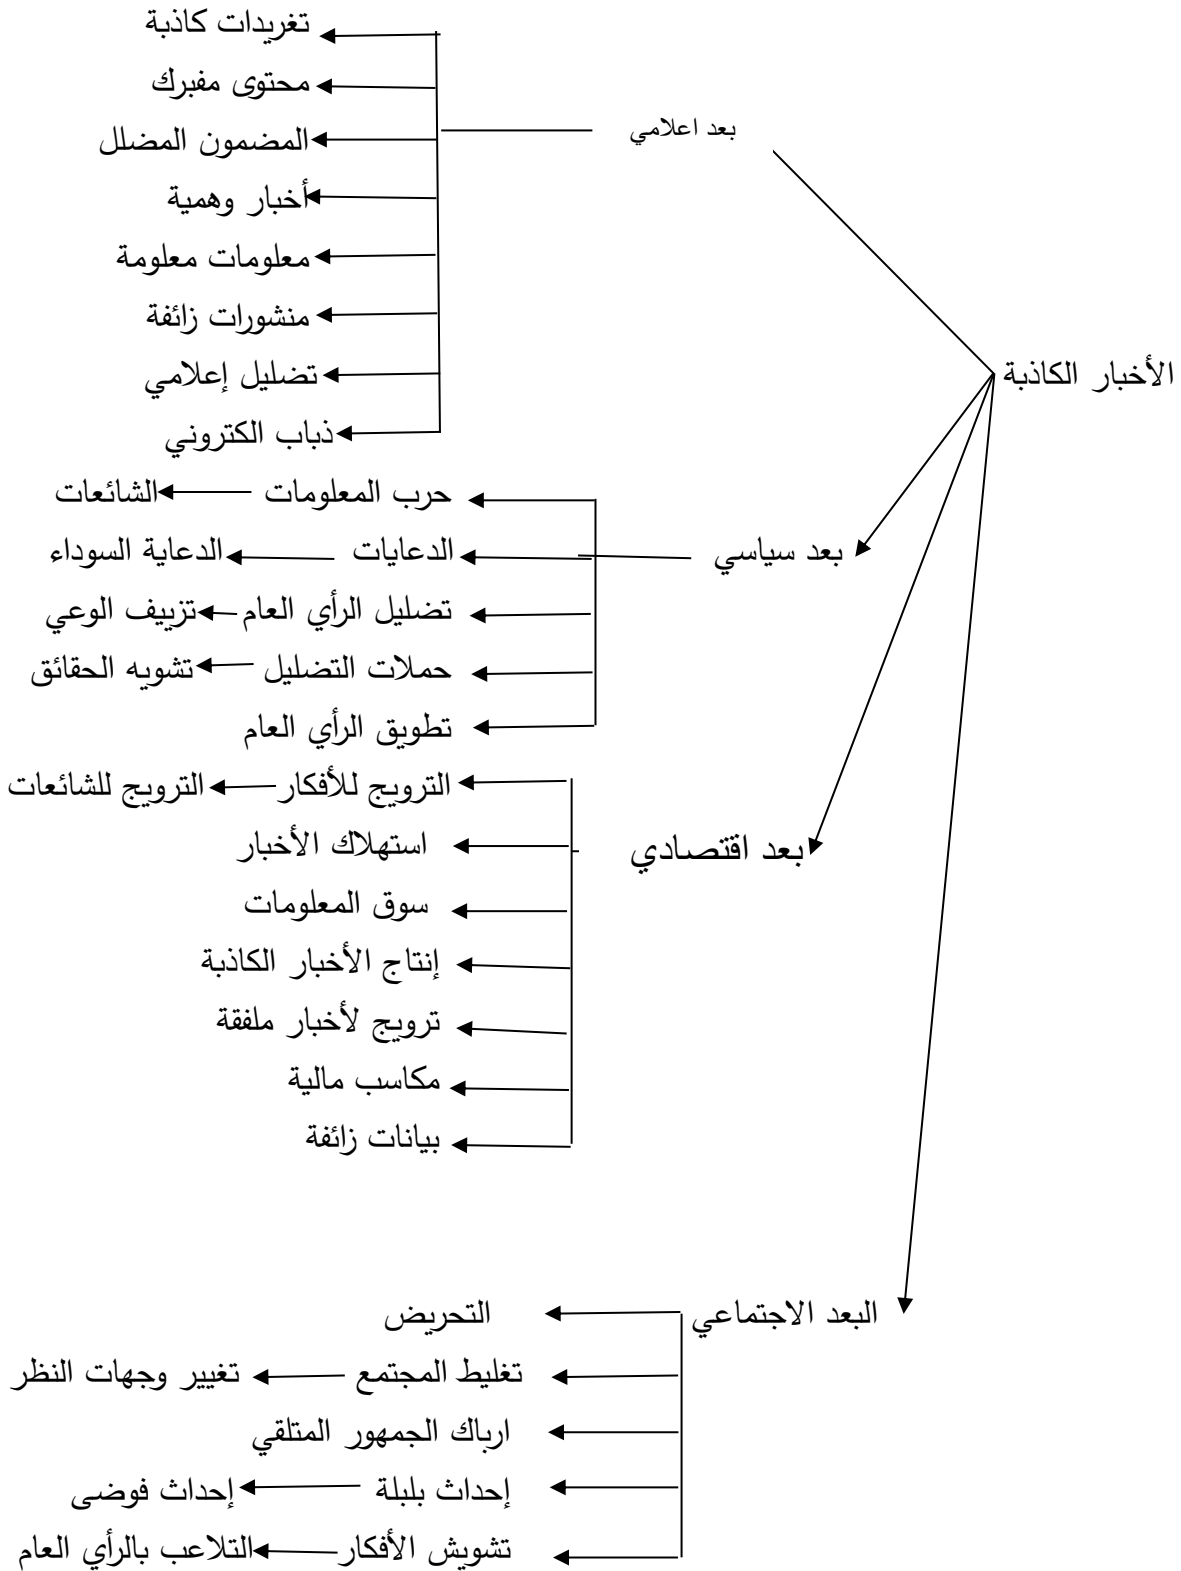 تغريدات كاذبة
محتوى مفبرك
بعد اعلامي
المضمون المضلل
أخبار وهمية
معلومات معلومة
منشورات زائفة
الأخبار الكاذبة
تضليل إعلامي
ذباب الكتروني
حرب المعلومات الشائعات
بعد سياسي الدعايات الدعاية السوداء
تضليل الرأي العام تزييف الوعي
حملات التضليل تشويه الحقائق
تطويق الرأي العام
الترويج للأفكار الترويج للشائعات
بعد اقتصادي استهلاك الأخبار
سوق المعلومات
إنتاج الأخبار الكاذبة
ترويج لأخبار ملفقة
مكاسب مالية
بيانات زائفة
البعد الاجتماعي التحريض
تغليط المجتمع تغيير وجهات النظر
ارباك الجمهور المتلقي
إحداث بلبلة إحداث فوضى
تشويش الأفكار التلاعب بالرأي العام